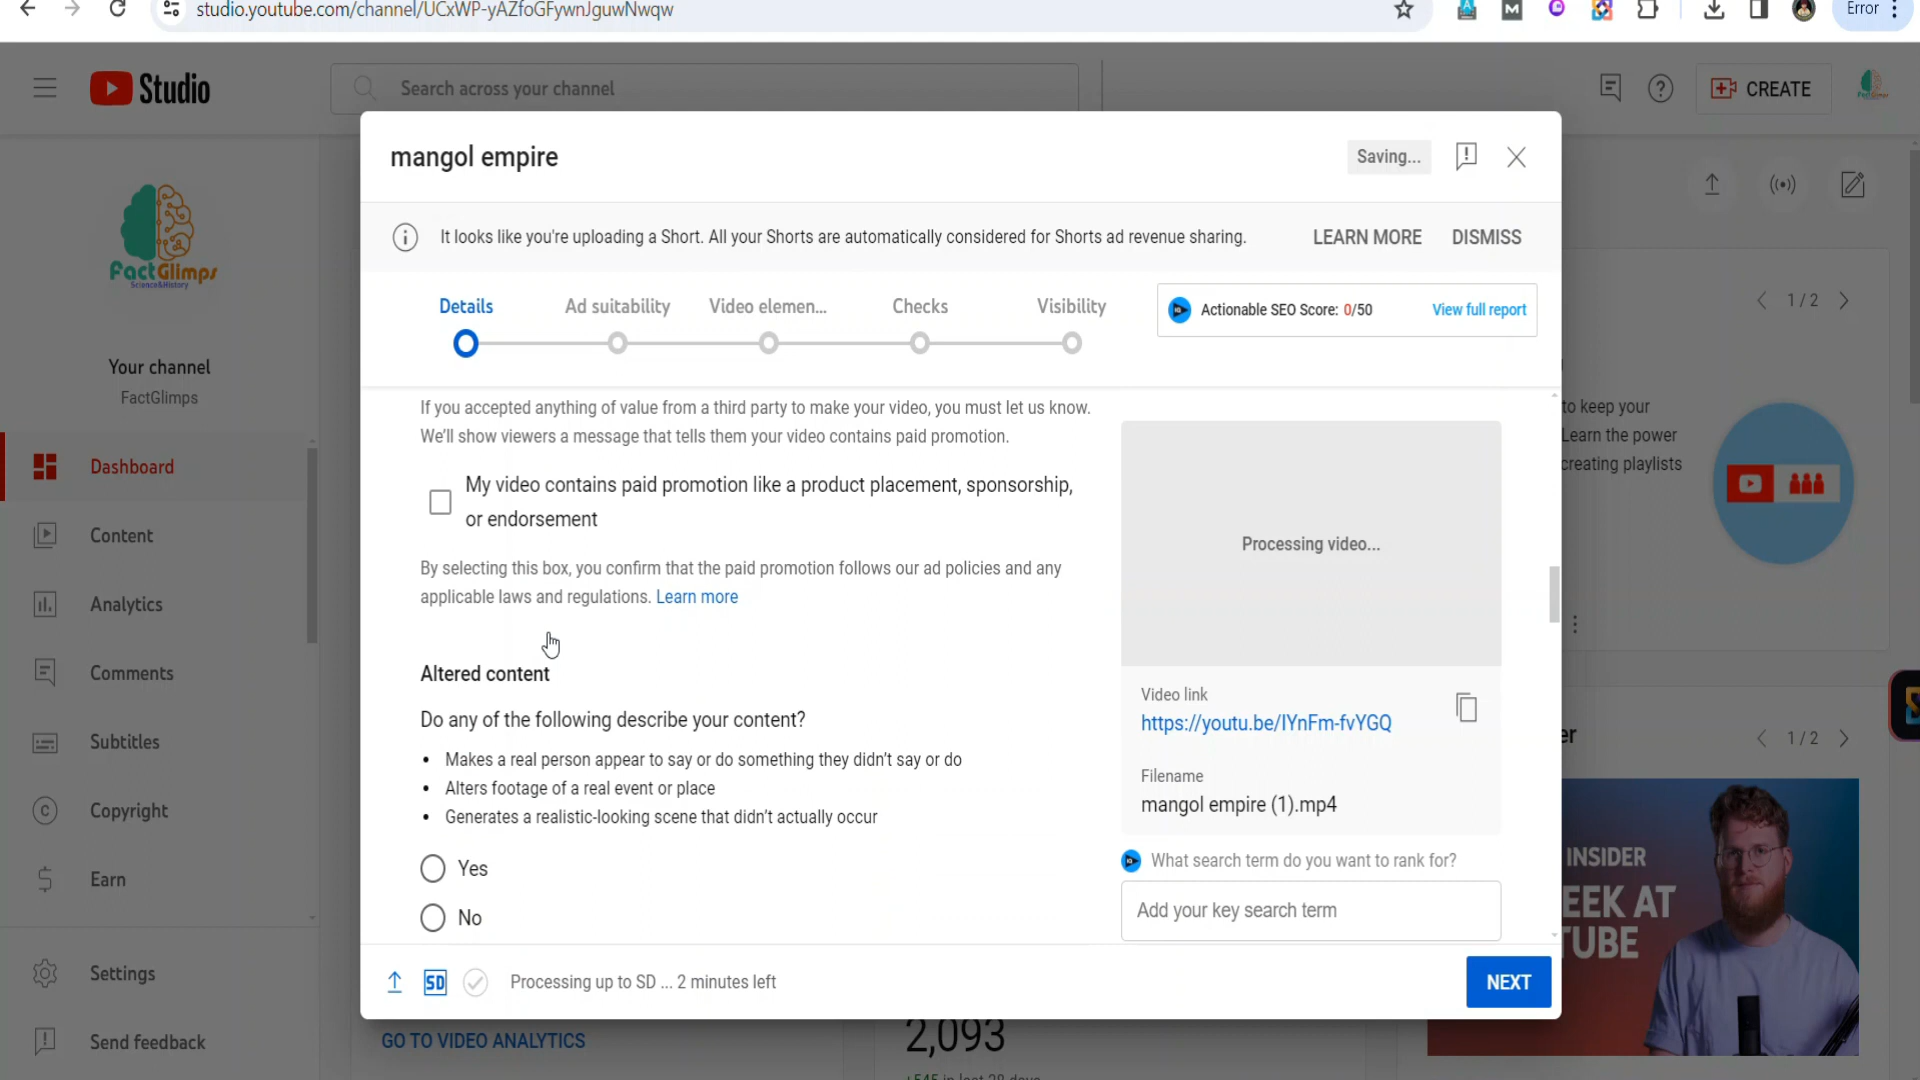 studio.youtube.com/channel/UCxWP-yAZfoGFywnJguwNwqw
Error
Studio
Search across your channel
CREATE
mangol empire
Saving...
It looks like you're uploading a Short. All your Shorts are automatically considered for Shorts ad revenue sharing.
LEARN MORE
DISMISS
Details
Ad suitability
Video elemen...
Checks
Visibility
Actionable SEO Score: 0/50
View full report
If you accepted anything of value from a third party to make your video, you must let us know.
We'll show viewers a message that tells them your video contains paid promotion.
My video contains paid promotion like a product placement, sponsorship,
or endorsement
By selecting this box, you confirm that the paid promotion follows our ad policies and any
applicable laws and regulations. Learn more
Altered content
Do any of the following describe your content?
• Makes a real person appear to say or do something they didn't say or do
• Alters footage of a real event or place
• Generates a realistic-looking scene that didn't actually occur
Yes
No
Processing video...
Video link
https://youtu.be/IYnFm-fvYGQ
Filename
mangol empire (1).mp4
What search term do you want to rank for?
Add your key search term
SD
Processing up to SD ... 2 minutes left
NEXT
FactGlimps
Science&History
Your channel
FactGlimps
Dashboard
Content
Analytics
Comments
Subtitles
Copyright
Earn
Settings
Send feedback
GO TO VIDEO ANALYTICS
2,093
1 / 2
to keep your
Learn the power
creating playlists
er
1 / 2
INSIDER
EEK AT
TUBE